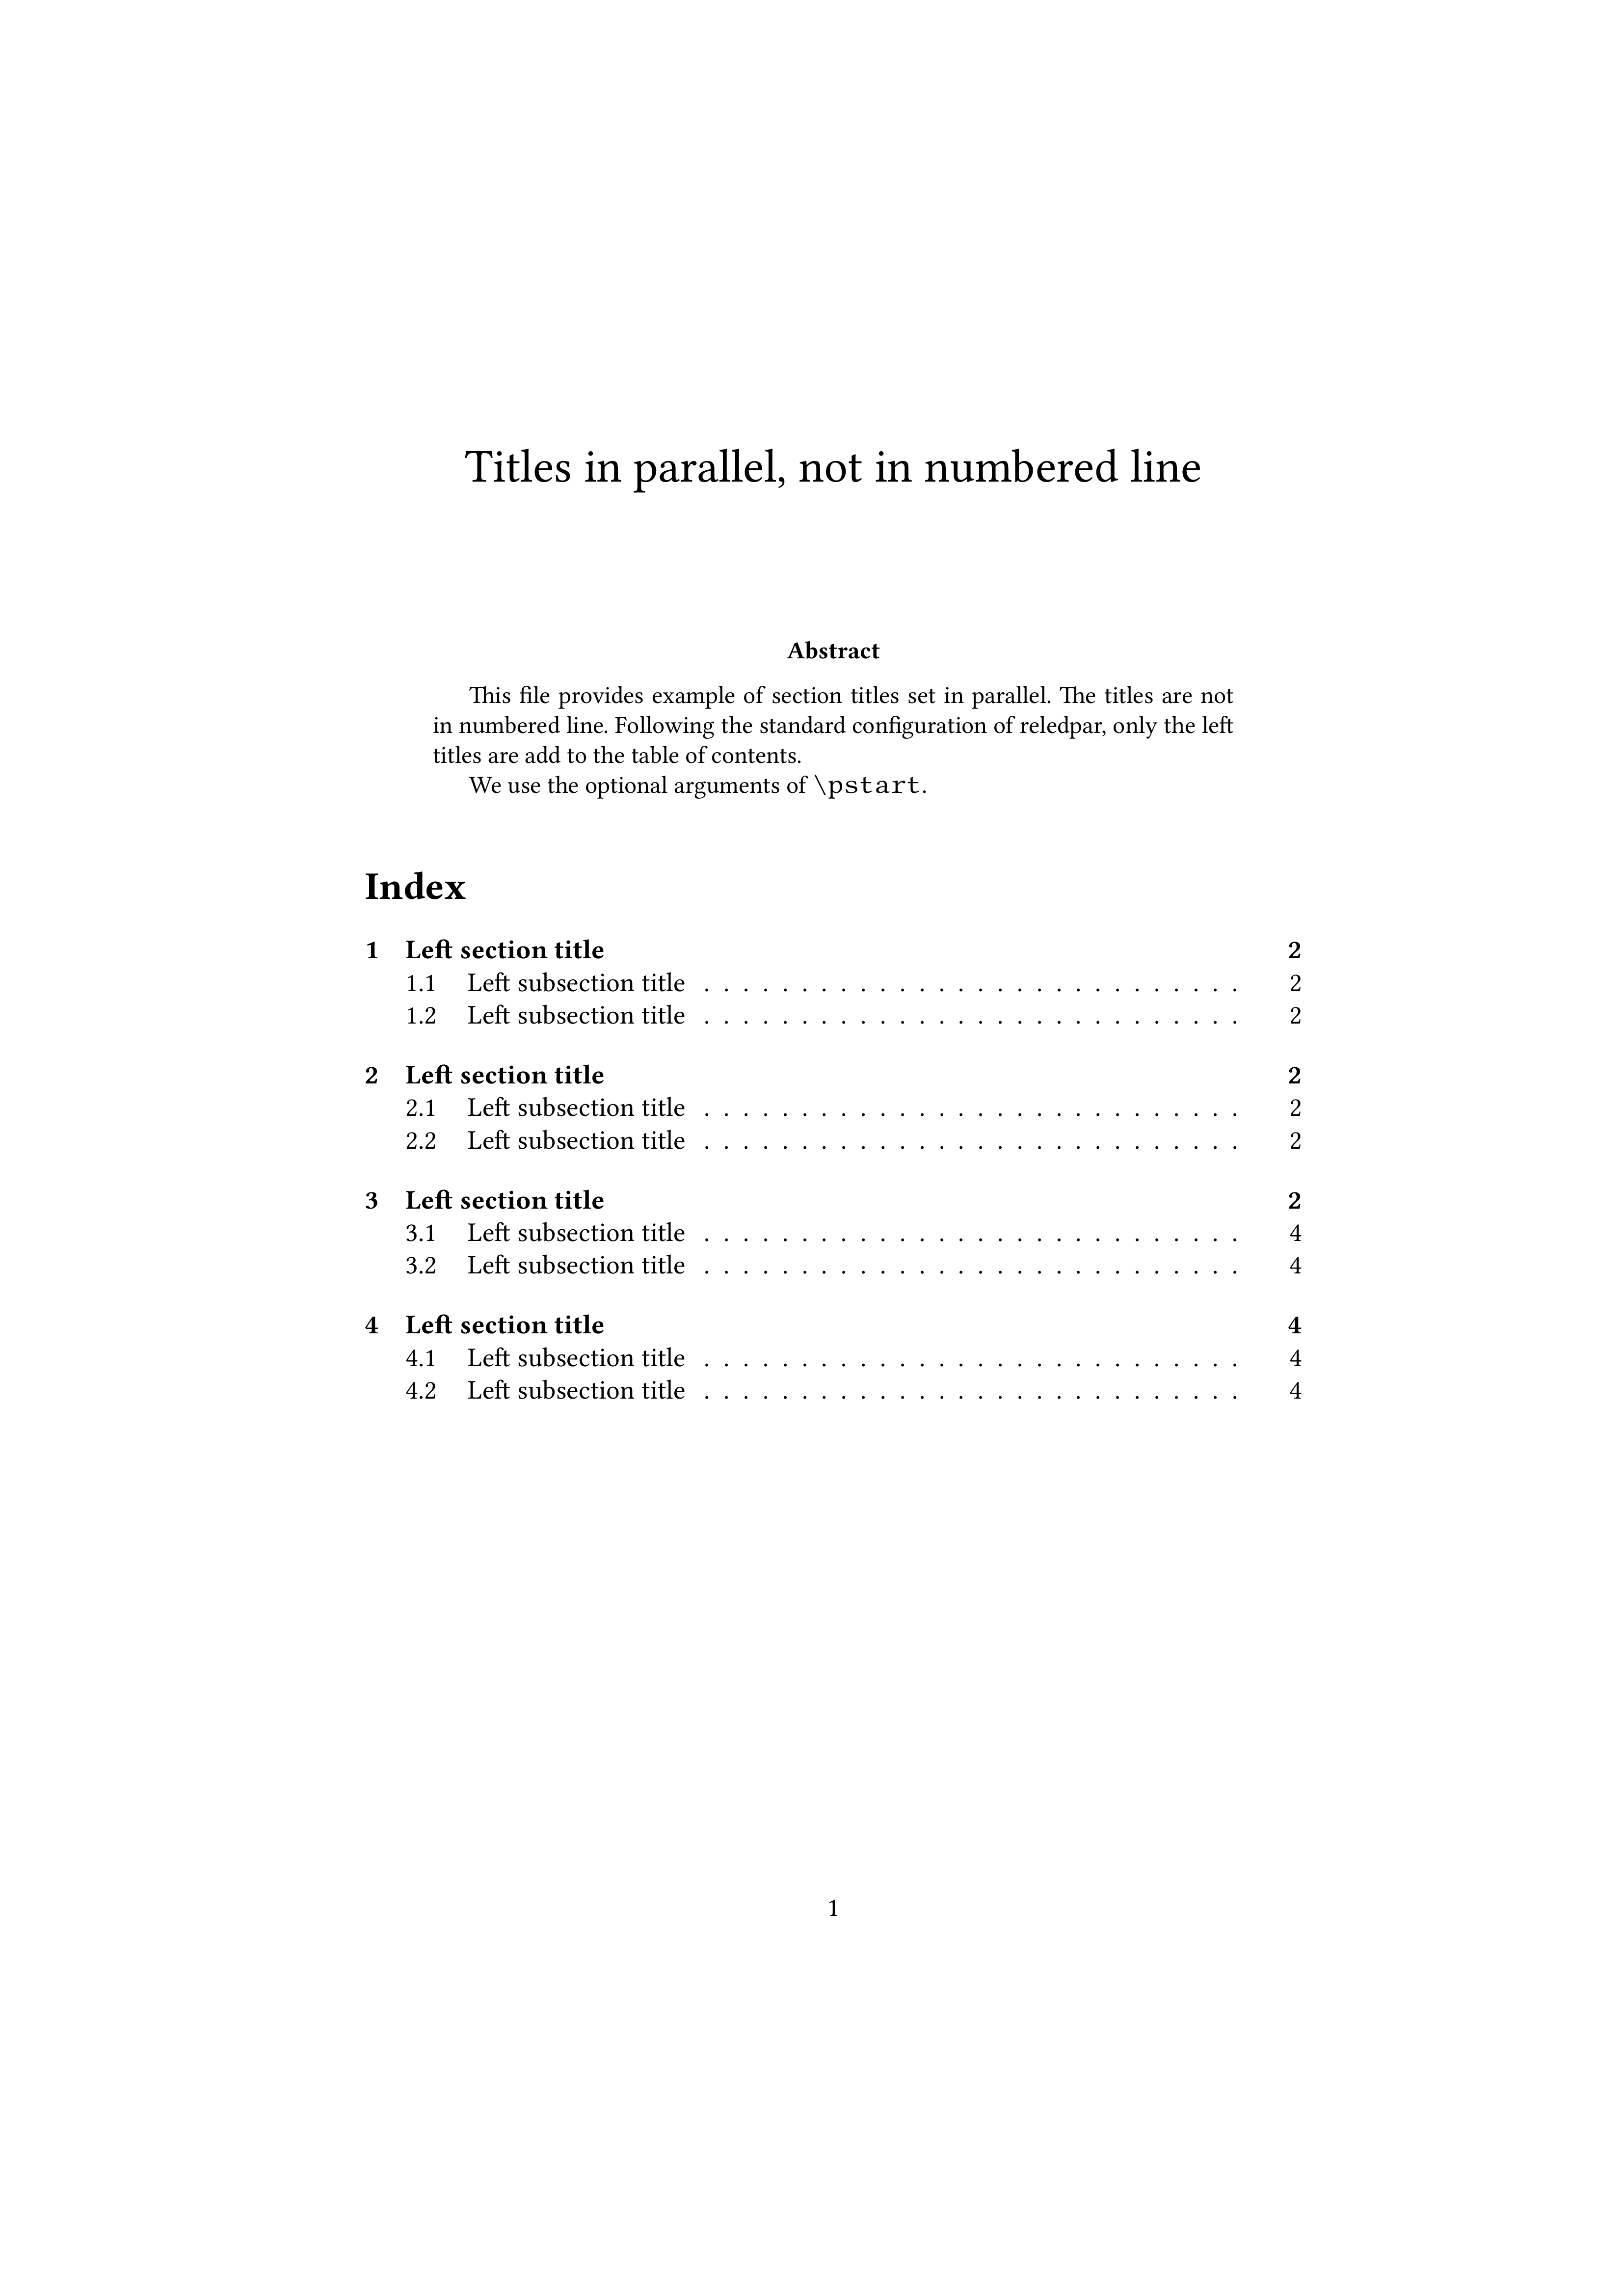 Titles in parallel, not in numbered line
Abstract
This file provides example of section titles set in parallel. The titles are not
in numbered line. Following the standard configuration of reledpar, only the left
titles are add to the table of contents.
We use the optional arguments of \pstart.
Index
1 Left section title 2
1.1 Left subsection title . . . . . . . . . . . . . . . . . . . . . . . . . . . . 2
1.2 Left subsection title . . . . . . . . . . . . . . . . . . . . . . . . . . . . 2
2 Left section title 2
2.1 Left subsection title . . . . . . . . . . . . . . . . . . . . . . . . . . . . 2
2.2 Left subsection title . . . . . . . . . . . . . . . . . . . . . . . . . . . . 2
3 Left section title 2
3.1 Left subsection title . . . . . . . . . . . . . . . . . . . . . . . . . . . . 4
3.2 Left subsection title . . . . . . . . . . . . . . . . . . . . . . . . . . . . 4
4 Left section title 4
4.1 Left subsection title . . . . . . . . . . . . . . . . . . . . . . . . . . . . 4
4.2 Left subsection title . . . . . . . . . . . . . . . . . . . . . . . . . . . . 4
1